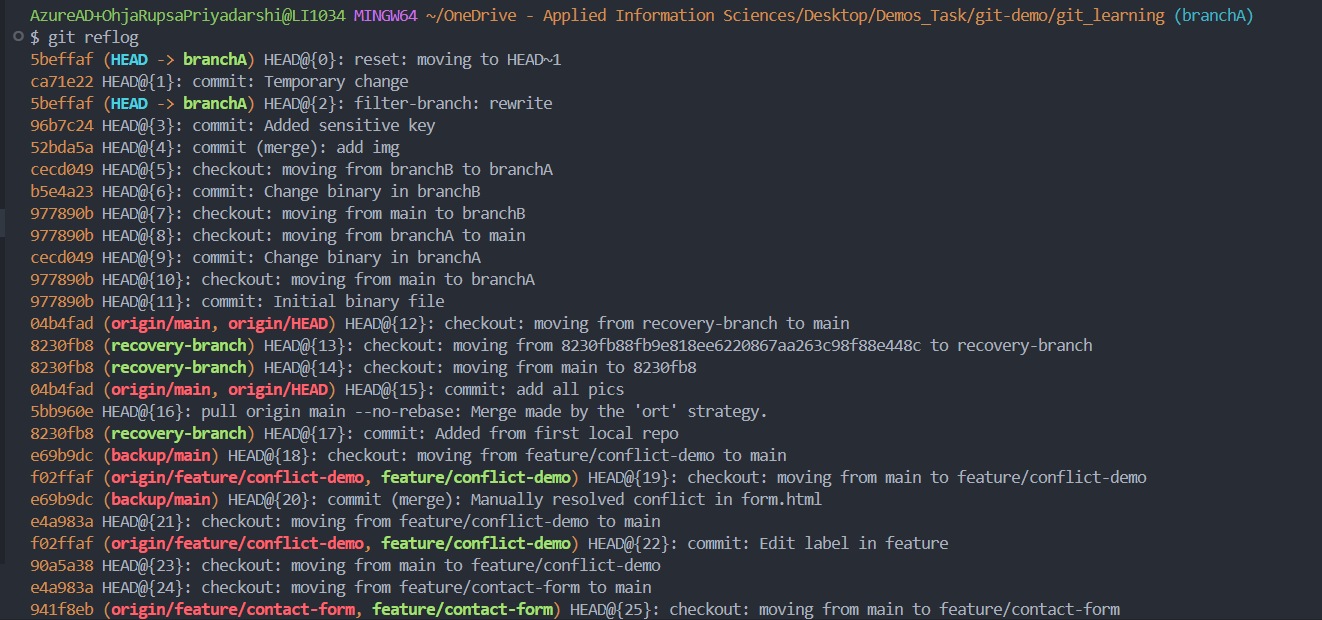 AzureAD+OhjaRupsaPriyadarshi@LI1034 MINGW64 ~/OneDrive - Applied Information Sciences/Desktop/Demos_Task/git-demo/git_learning (branchA)
$ git reflog
5beffaf (HEAD -> branchA) HEAD@{0}: reset: moving to HEAD~1
ca71e22 HEAD@{1}: commit: Temporary change
5beffaf (HEAD -> branchA) HEAD@{2}: filter-branch: rewrite
96b7c24 HEAD@{3}: commit: Added sensitive key
52bda5a HEAD@{4}: commit (merge): add img
cecd049 HEAD@{5}: checkout: moving from branchB to branchA
b5e4a23 HEAD@{6}: commit: Change binary in branchB
977890b HEAD@{7}: checkout: moving from main to branchB
977890b HEAD@{8}: checkout: moving from branchA to main
cecd049 HEAD@{9}: commit: Change binary in branchA
977890b HEAD@{10}: checkout: moving from main to branchA
977890b HEAD@{11}: commit: Initial binary file
04b4fad (origin/main, origin/HEAD) HEAD@{12}: checkout: moving from recovery-branch to main
8230fb8 (recovery-branch) HEAD@{13}: checkout: moving from 8230fb88fb9e818ee6220867aa263c98f88e448c to recovery-branch
8230fb8 (recovery-branch) HEAD@{14}: checkout: moving from main to 8230fb8
04b4fad (origin/main, origin/HEAD) HEAD@{15}: commit: add all pics
5bb960e HEAD@{16}: pull origin main --no-rebase: Merge made by the 'ort' strategy.
8230fb8 (recovery-branch) HEAD@{17}: commit: Added from first local repo
e69b9dc (backup/main) HEAD@{18}: checkout: moving from feature/conflict-demo to main
f02ffaf (origin/feature/conflict-demo, feature/conflict-demo) HEAD@{19}: checkout: moving from main to feature/conflict-demo
e69b9dc (backup/main) HEAD@{20}: commit (merge): Manually resolved conflict in form.html
e4a983a HEAD@{21}: checkout: moving from feature/conflict-demo to main
f02ffaf (origin/feature/conflict-demo, feature/conflict-demo) HEAD@{22}: commit: Edit label in feature
90a5a38 HEAD@{23}: checkout: moving from main to feature/conflict-demo
e4a983a HEAD@{24}: checkout: moving from feature/contact-form to main
941f8eb (origin/feature/contact-form, feature/contact-form) HEAD@{25}: checkout: moving from main to feature/contact-form